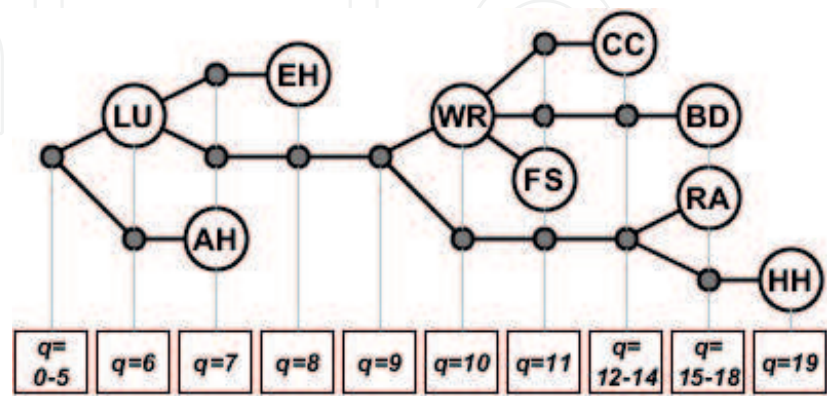 CC
EH
LU
WR
BD
FS
RA
AH
HH
q=
0-5
q=6
q=7
q=8
q=9
q=10
q=11
q=
12-14
q=
15-18
q=19